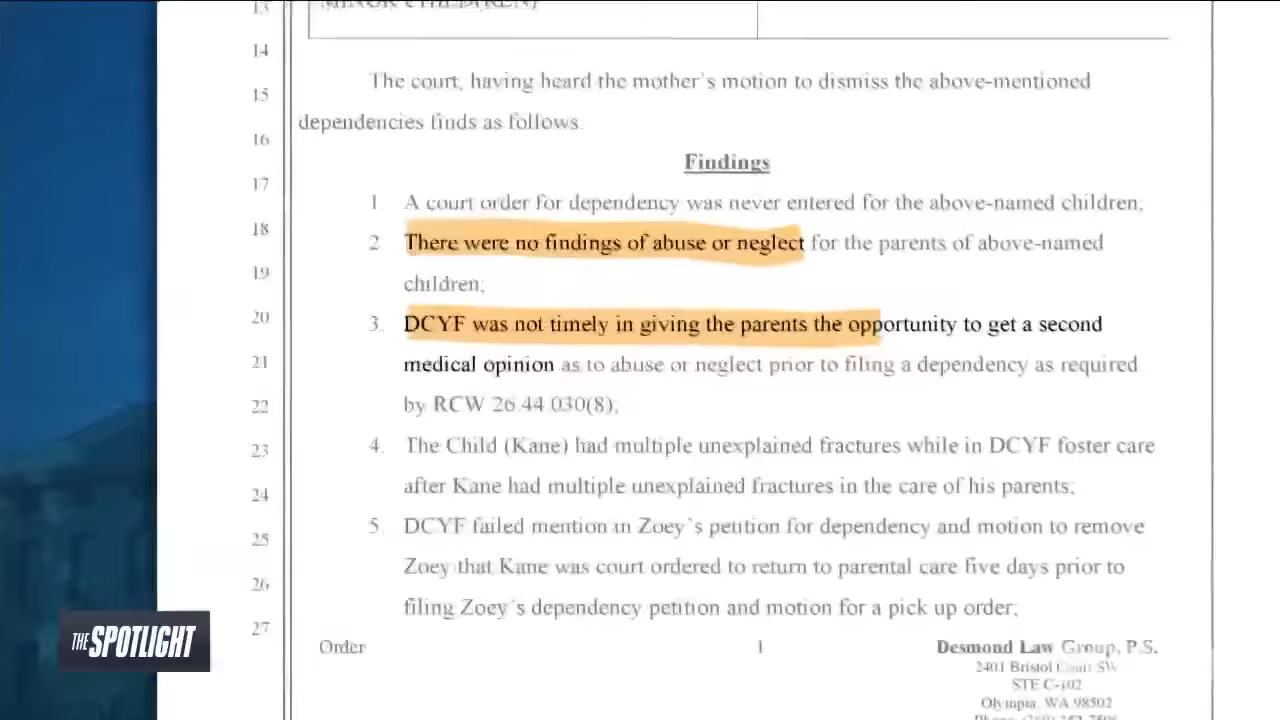 13
MINOR CHILD(REN)
14
The court, having heard the mother's motion to dismiss the above-mentioned
15
dependencies finds as follows.
16
Findings
17
1. A court order for dependency was never entered for the above-named children;
18
2. There were no findings of abuse or neglect for the parents of above-named
19
children;
20
3. DCYF was not timely in giving the parents the opportunity to get a second
21
medical opinion as to abuse or neglect prior to filing a dependency as required
22
by RCW 26.44.030(8);
23
4. The Child (Kane) had multiple unexplained fractures while in DCYF foster care
24
after Kane had multiple unexplained fractures in the care of his parents;
25
5. DCYF failed mention in Zoey's petition for dependency and motion to remove
26
Zoey that Kane was court ordered to return to parental care five days prior to
27
filing Zoey's dependency petition and motion for a pick up order;
Order 1 Desmond Law Group, P.S.
2401 Bristol Court SW
STE C-102
Olympia, WA 98502
THE SPOTLIGHT